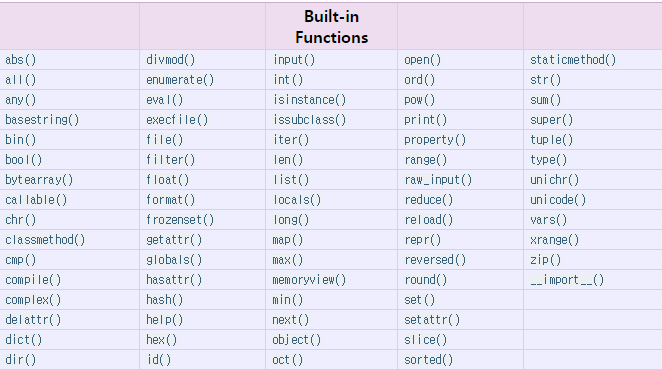 Built-in
Functions
abs() divmod() input() open() staticmethod()
all() enumerate() int() ord() str()
any() eval() isinstance() pow() sum()
basestring() execfile() issubclass() print() super()
bin() file() iter() property() tuple()
bool() filter() len() range() type()
bytearray() float() list() raw_input() unichr()
callable() format() locals() reduce() unicode()
chr() frozenset() long() reload() vars()
classmethod() getattr() map() repr() xrange()
cmp() globals() max() reversed() zip()
compile() hasattr() memoryview() round() __import__()
complex() hash() min() set()
delattr() help() next() setattr()
dict() hex() object() slice()
dir() id() oct() sorted()